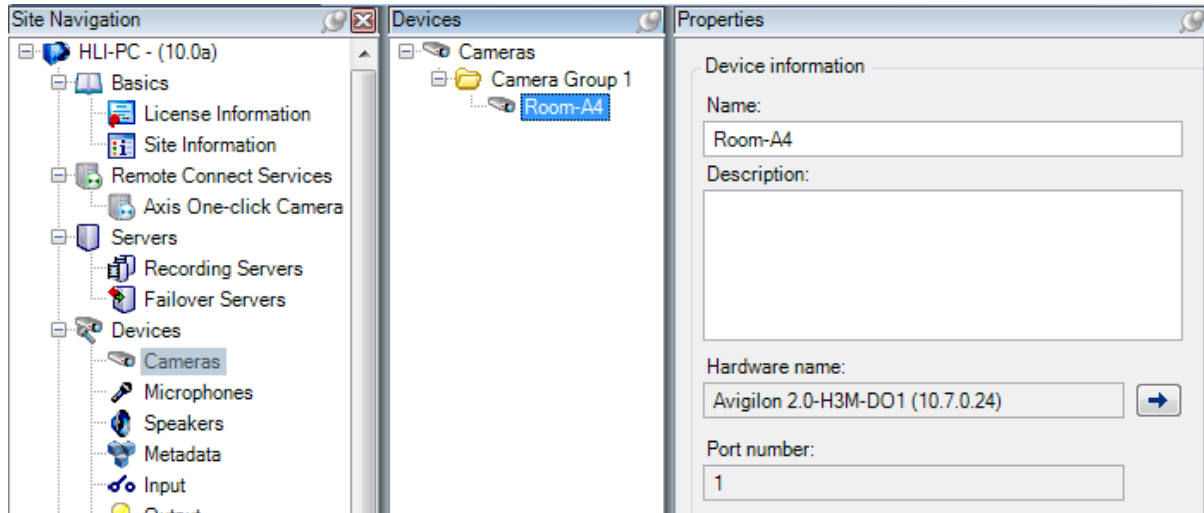 Site Navigation
HLI-PC - (10.0a)
Basics
License Information
Site Information
Remote Connect Services
Axis One-click Camera
Servers
Recording Servers
Failover Servers
Devices
Cameras
Microphones
Speakers
Metadata
Input
Output
Devices
Cameras
Camera Group 1
Room-A4
Properties
Device information
Name:
Room-A4
Description:
Hardware name:
Avigilon 2.0-H3M-DO1 (10.7.0.24)
Port number:
1